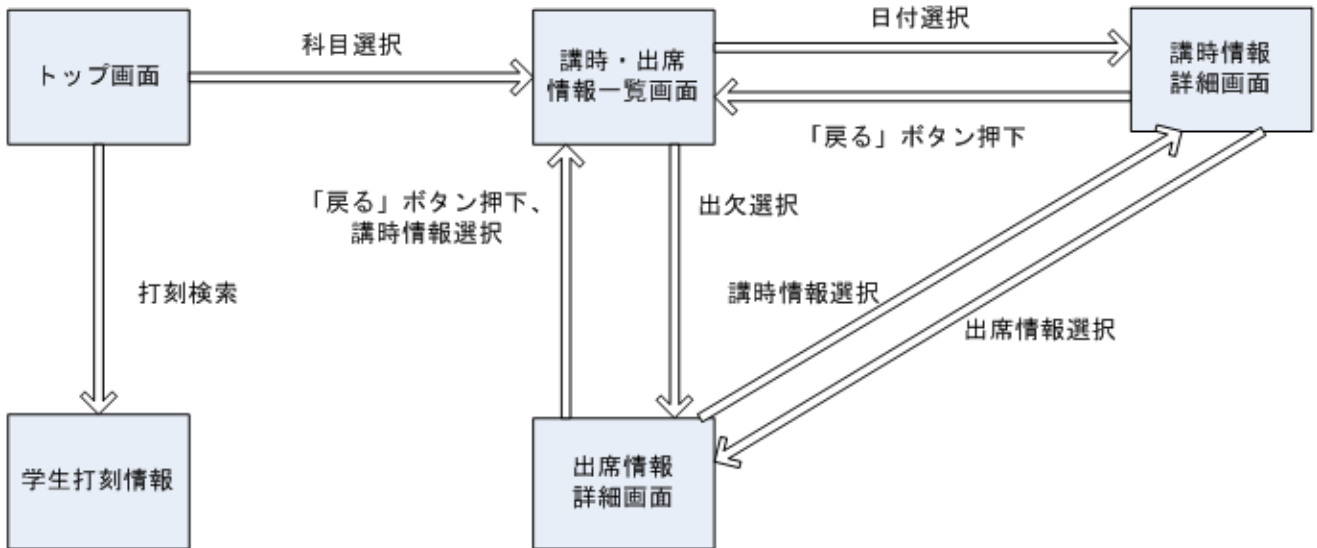 トップ画面
科目選択
講時・出席
情報一覧画面
日付選択
講時情報
詳細画面
「戻る」ボタン押下
「戻る」ボタン押下、
講時情報選択
出欠選択
打刻検索
講時情報選択
出席情報選択
学生打刻情報
出席情報
詳細画面